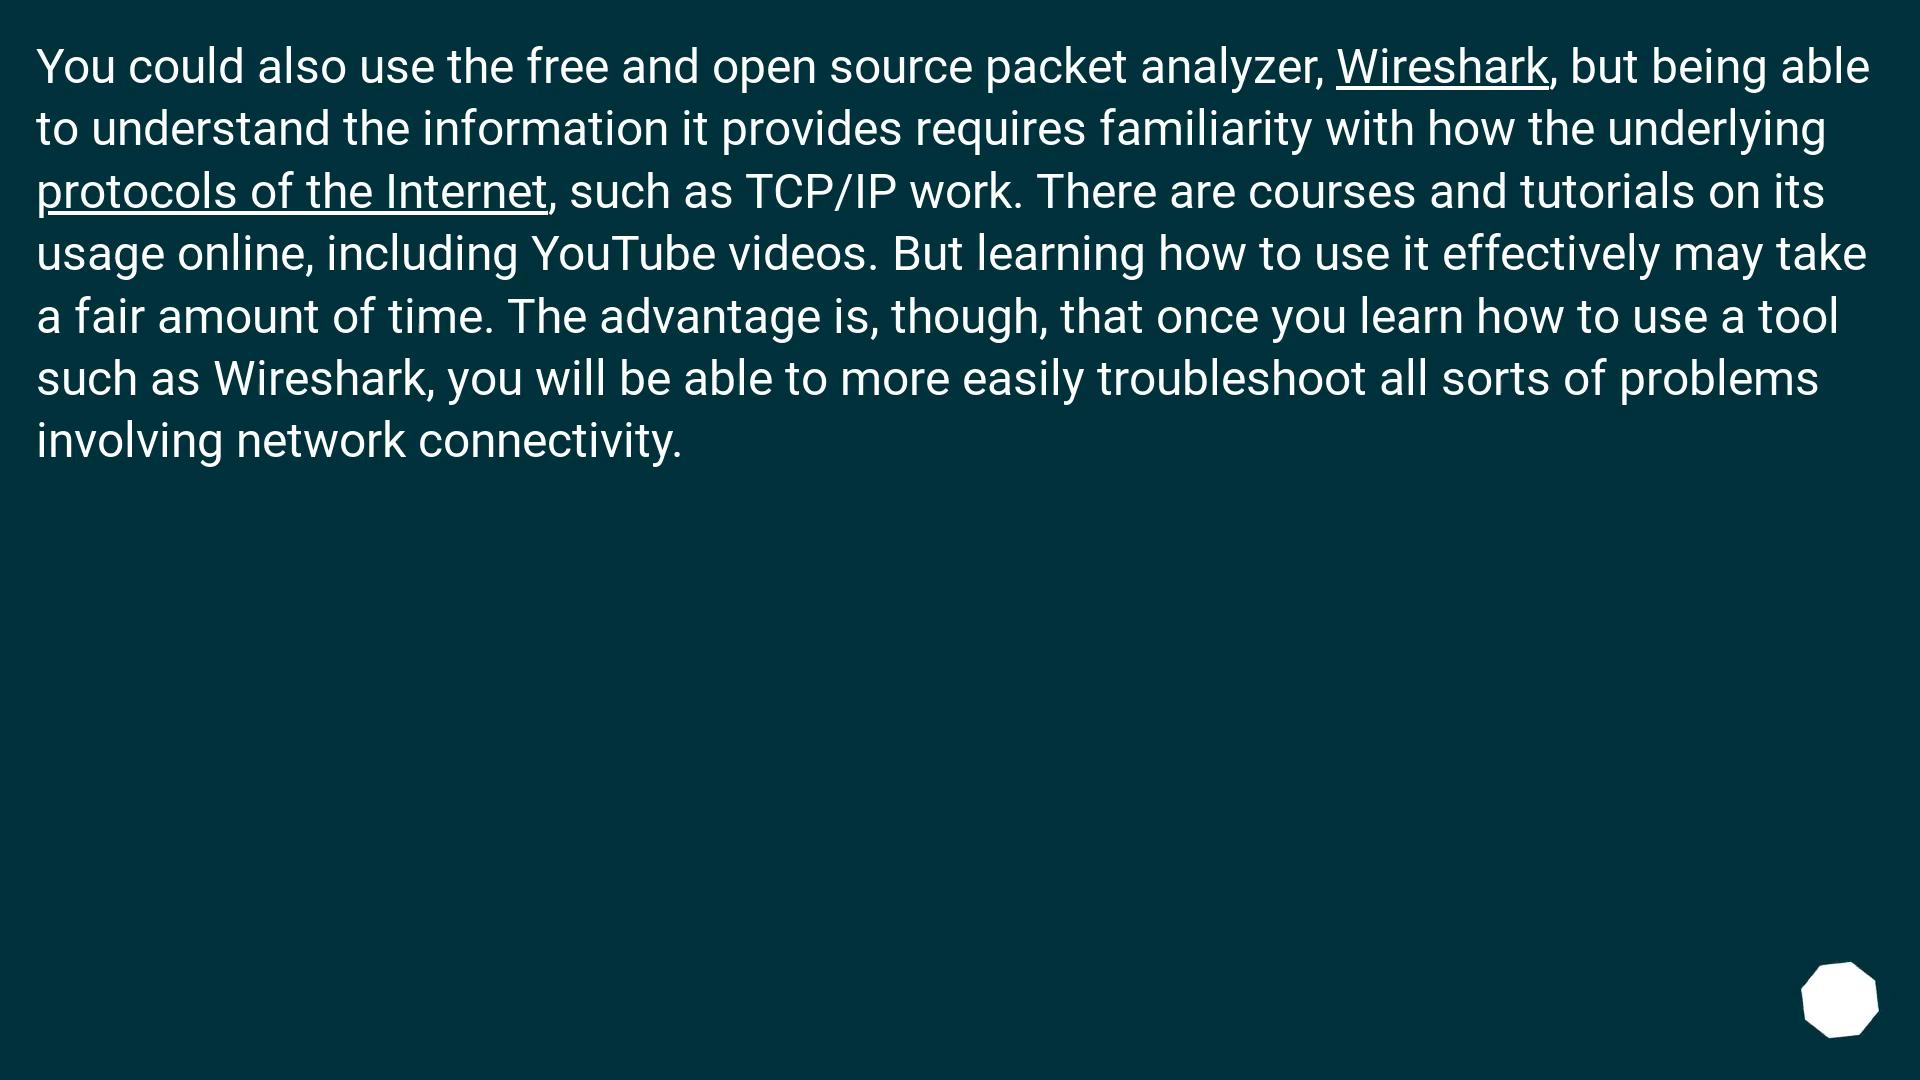 You could also use the free and open source packet analyzer, Wireshark, but being able
to understand the information it provides requires familiarity with how the underlying
protocols of the Internet, such as TCP/IP work. There are courses and tutorials on its
usage online, including YouTube videos. But learning how to use it effectively may take
a fair amount of time. The advantage is, though, that once you learn how to use a tool
such as Wireshark, you will be able to more easily troubleshoot all sorts of problems
involving network connectivity.